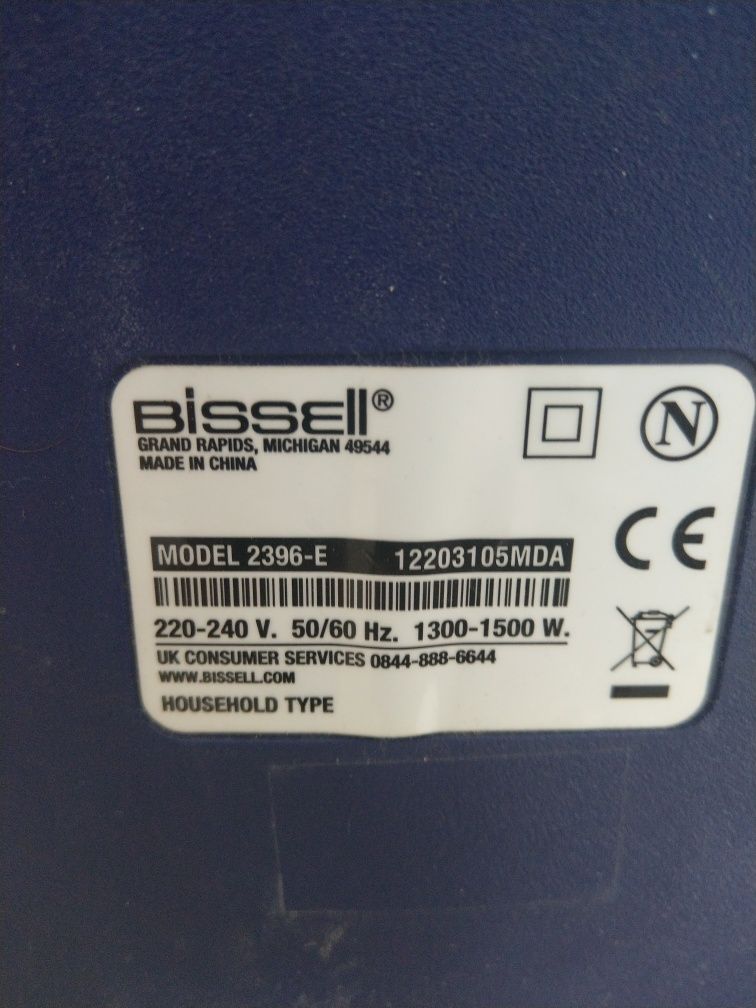 BISSELL®
GRAND RAPIDS, MICHIGAN 49544
MADE IN CHINA
N
CE
MODEL 2396-E 12203105MDA
220-240 V. 50/60 Hz. 1300-1500 W.
UK CONSUMER SERVICES 0844-888-6644
WWW.BISSELL.COM
HOUSEHOLD TYPE